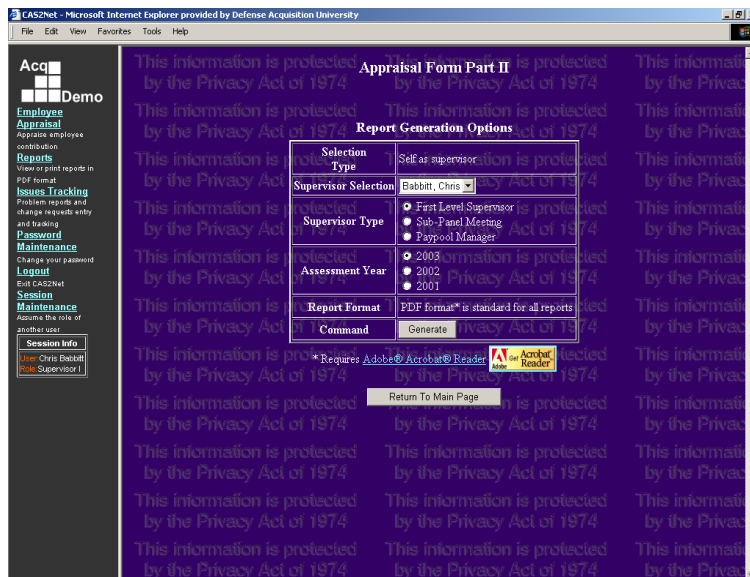 CAS2Net - Microsoft Internet Explorer provided by Defense Acquisition University
File Edit View Favorites Tools Help
Acq
Demo
Employee
Appraisal
Appraise employee
contribution
Reports
View or print reports in
PDF format
Issues Tracking
Problem reports and
change requests entry
and tracking
Password
Maintenance
Change your password
Logout
Exit CAS2Net
Session
Maintenance
Assume the role of
another user
Session Info
User: Chris Babbitt
Role: Supervisor I
This information is protected
by the Privacy Act of 1974
Appraisal Form Part II
Report Generation Options
Selection
Type
Self as supervisor
Supervisor Selection
Babbitt, Chris
Supervisor Type
First Level Supervisor
Sub-Panel Meeting
Paypool Manager
Assessment Year
2003
2002
2001
Report Format
PDF format* is standard for all reports
Command
Generate
* Requires Adobe® Acrobat® Reader
Adobe
Get Acrobat
Reader
Return To Main Page